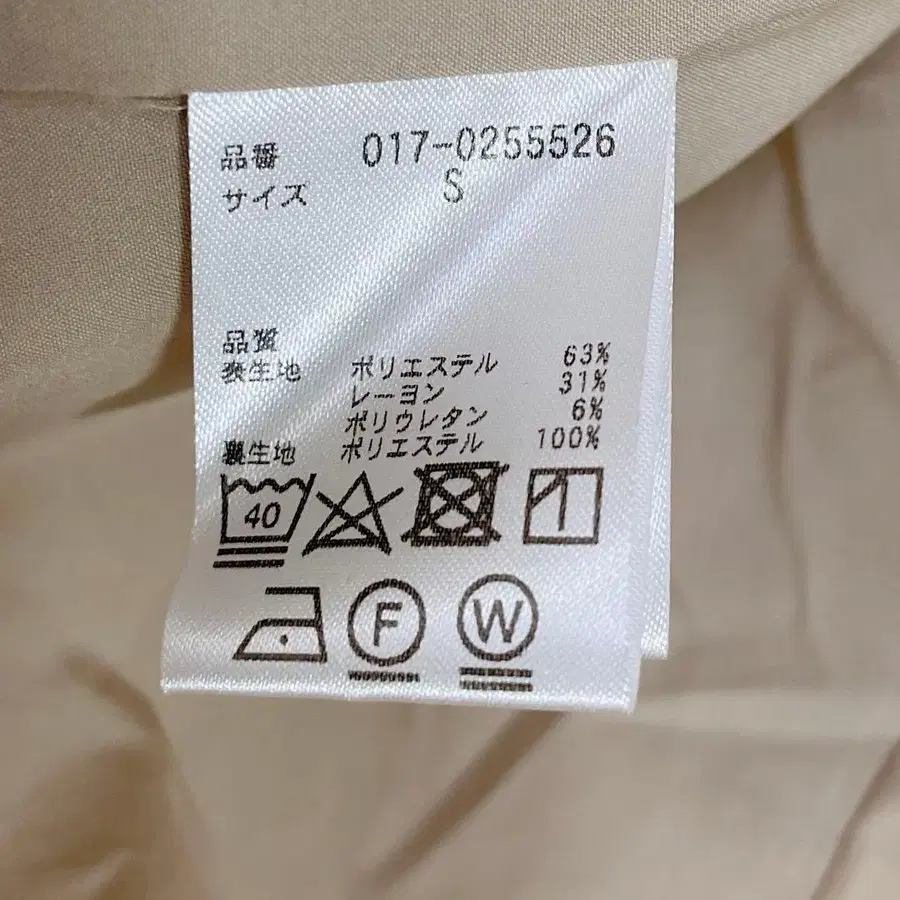 品番 017-0255526
サイズ S
品質
表生地 ポリエステル 63%
レーヨン 31%
ポリウレタン 6%
裏生地 ポリエステル 100%
40
F W